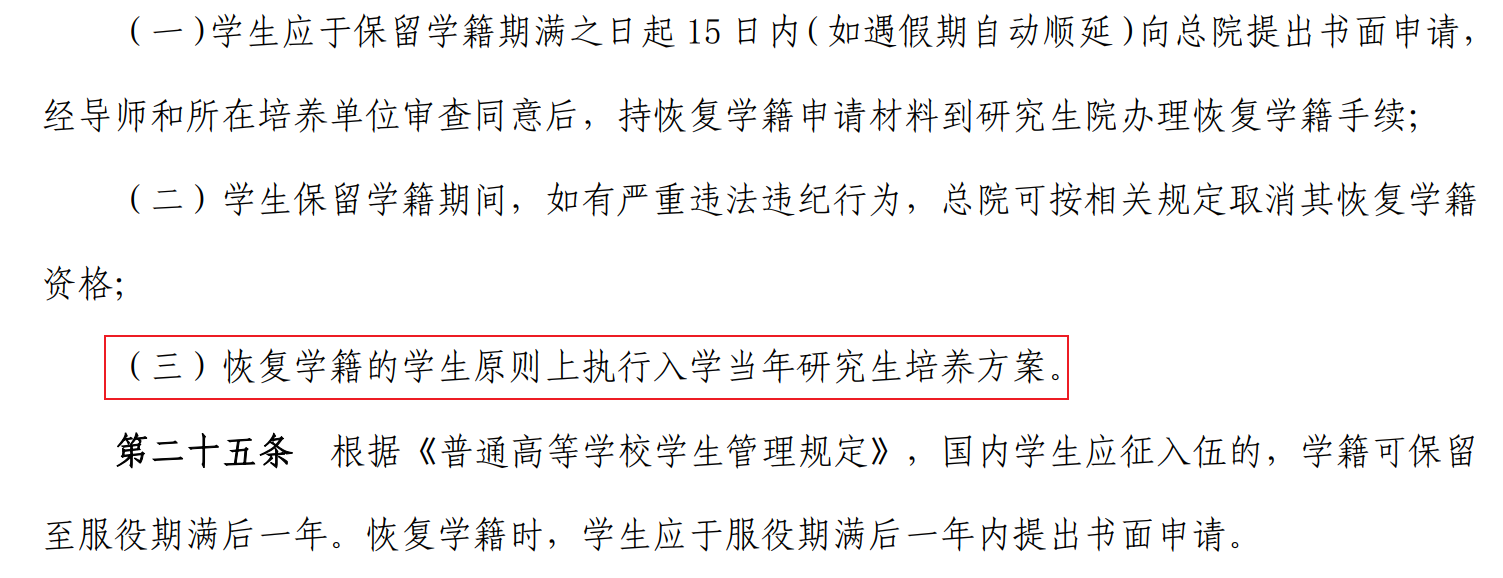 (一)学生应于保留学籍期满之日起 15 日内(如遇假期自动顺延)向总院提出书面申请，
经导师和所在培养单位审查同意后，持恢复学籍申请材料到研究生院办理恢复学籍手续;
(二)学生保留学籍期间，如有严重违法违纪行为，总院可按相关规定取消其恢复学籍
资格;
(三)恢复学籍的学生原则上执行入学当年研究生培养方案。
第二十五条 根据《普通高等学校学生管理规定》，国内学生应征入伍的，学籍可保留
至服役期满后一年。恢复学籍时，学生应于服役期满后一年内提出书面申请。